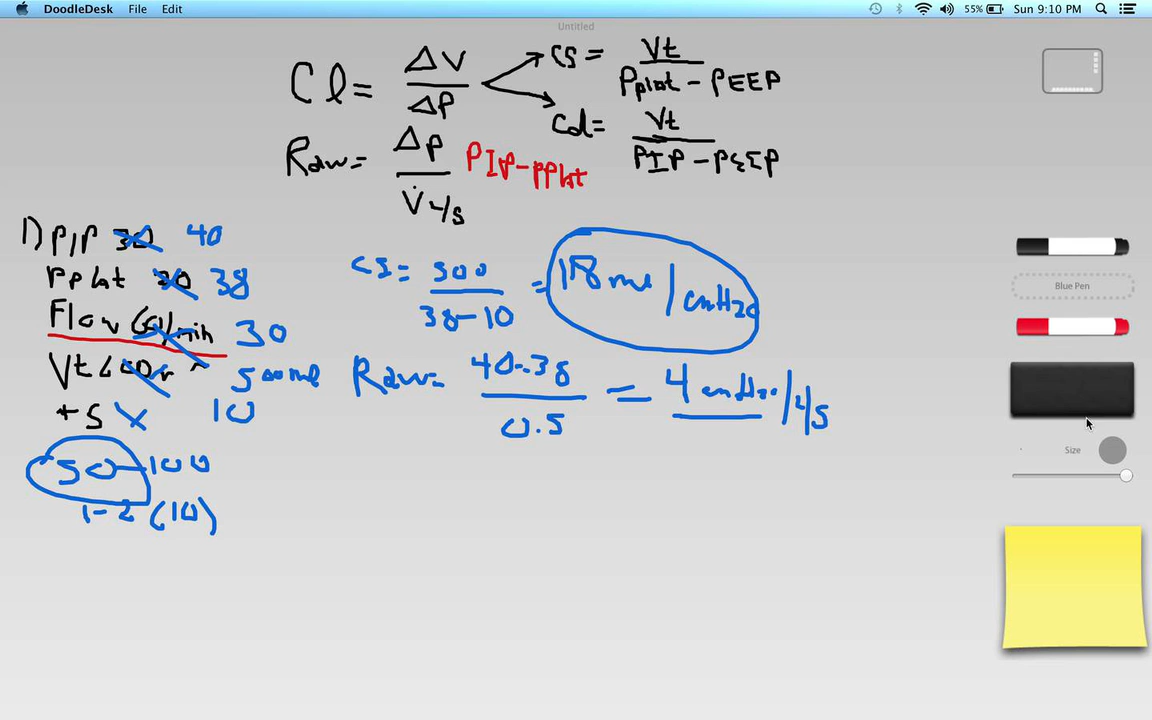 DoodleDesk File Edit 55% Sun 9:10 PM
Untitled
Cl = ΔV / ΔP
Cs = Vt / Pplat - PEEP
Cd = Vt / PIP - PEEP
Raw = ΔP / V̇ L/s
PIP - PPlat
1) PIP 30 40
Pplat 20 38
Flow 60/min 30
Vt 600 500 ml
+5 10
50-100
1-2 (10)
Cs = 500 / 38-10 = 18 ml / cmH20
Raw = 40-38 / 0.5 = 4 cmH20/L/s
Blue Pen
Size